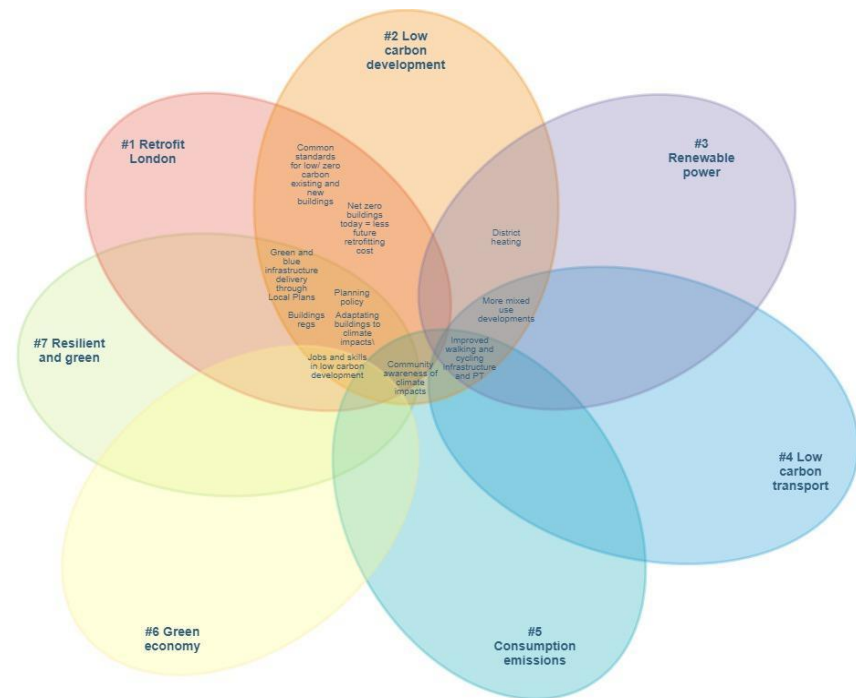 #2 Low
carbon
development
#1 Retrofit
London
#3
Renewable
power
Common
standards
for low/ zero
carbon
existing and
new
buildings
Net zero
buildings
today = less
future
retrofitting
cost
District
heating
Green and
blue
infrastructure
delivery
through
Local Plans
Planning
policy
More mixed
use
developments
Buildings
regs
Adaptating
buildings to
climate
impacts\
#7 Resilient
and green
Improved
walking and
cycling
infrastructure
and PT
Jobs and skills
in low carbon
development
Community
awareness of
climate
impacts
#4 Low
carbon
transport
#6 Green
economy
#5
Consumption
emissions